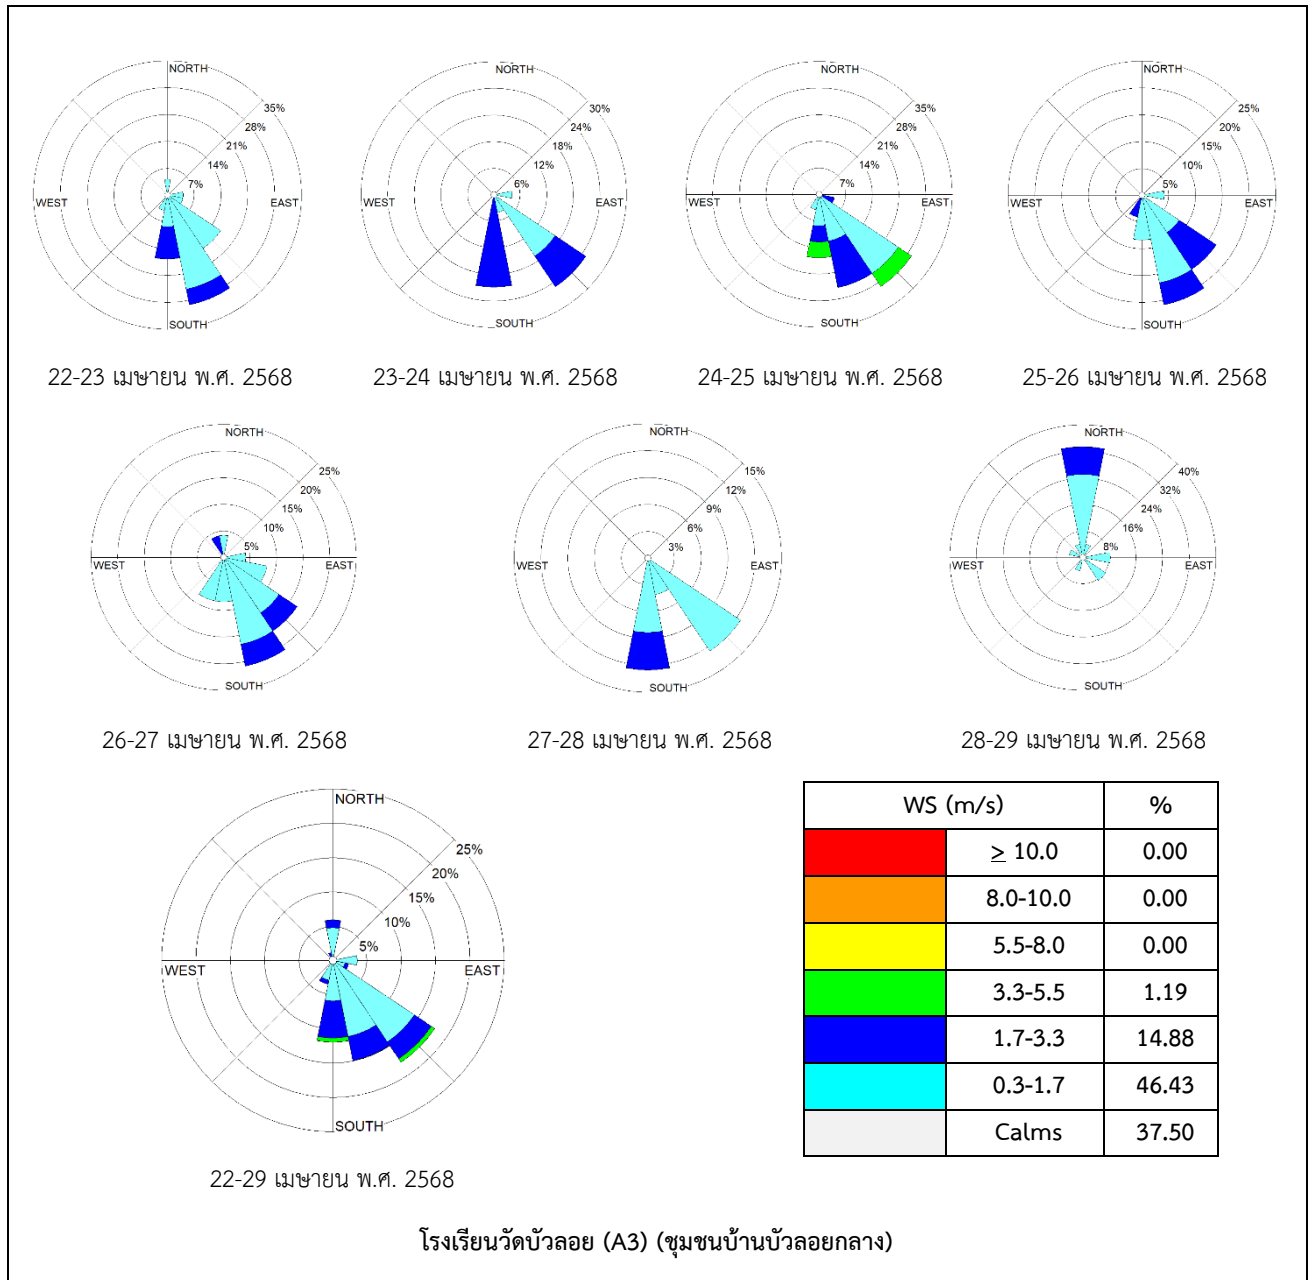 NORTH
35%
28%
21%
14%
7%
WEST
EAST
SOUTH
22-23 เมษายน พ.ศ. 2568
NORTH
30%
24%
18%
12%
6%
WEST
EAST
SOUTH
23-24 เมษายน พ.ศ. 2568
NORTH
35%
28%
21%
14%
7%
WEST
EAST
SOUTH
24-25 เมษายน พ.ศ. 2568
NORTH
25%
20%
15%
10%
5%
WEST
EAST
SOUTH
25-26 เมษายน พ.ศ. 2568
NORTH
25%
20%
15%
10%
5%
WEST
EAST
SOUTH
26-27 เมษายน พ.ศ. 2568
NORTH
15%
12%
9%
6%
3%
WEST
EAST
SOUTH
27-28 เมษายน พ.ศ. 2568
NORTH
40%
32%
24%
16%
8%
WEST
EAST
SOUTH
28-29 เมษายน พ.ศ. 2568
NORTH
25%
20%
15%
10%
5%
WEST
EAST
SOUTH
22-29 เมษายน พ.ศ. 2568
WS (m/s) %
≥ 10.0 0.00
8.0-10.0 0.00
5.5-8.0 0.00
3.3-5.5 1.19
1.7-3.3 14.88
0.3-1.7 46.43
Calms 37.50
โรงเรียนวัดบัวลอย (A3) (ชุมชนบ้านบัวลอยกลาง)